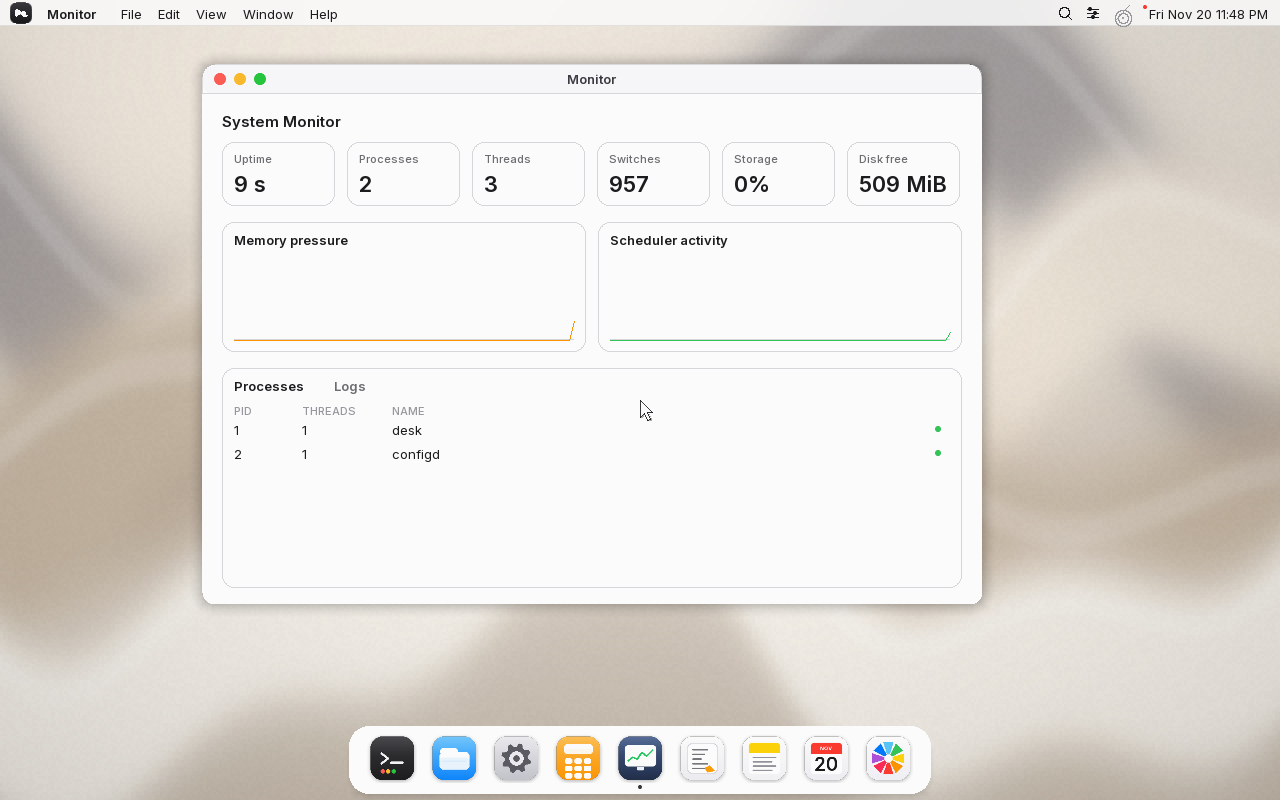 Monitor File Edit View Window Help Fri Nov 20 11:48 PM
Monitor
System Monitor
Uptime Processes Threads Switches Storage Disk free
9 s 2 3 957 0% 509 MiB
Memory pressure Scheduler activity
Processes Logs
PID THREADS NAME
1 1 desk
2 1 configd
NOV
20